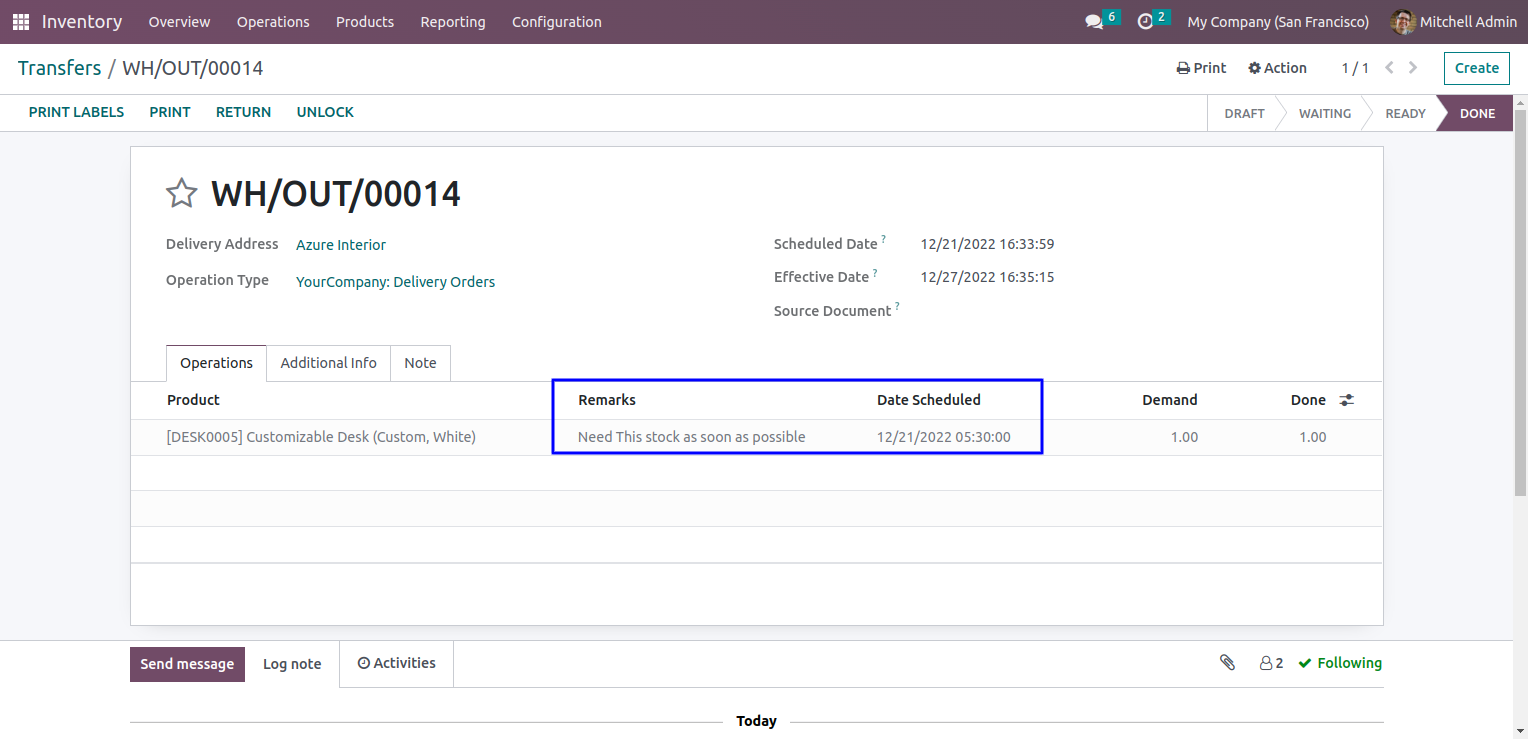 Inventory Overview Operations Products Reporting Configuration 6 2 My Company (San Francisco) Mitchell Admin
Transfers / WH/OUT/00014 Print Action 1 / 1 Create
PRINT LABELS PRINT RETURN UNLOCK DRAFT WAITING READY DONE
WH/OUT/00014
Delivery Address Azure Interior Scheduled Date ? 12/21/2022 16:33:59
Operation Type YourCompany: Delivery Orders Effective Date ? 12/27/2022 16:35:15
Source Document ?
Operations Additional Info Note
Product Remarks Date Scheduled Demand Done
[DESK0005] Customizable Desk (Custom, White) Need This stock as soon as possible 12/21/2022 05:30:00 1.00 1.00
Send message Log note Activities 2 Following
Today